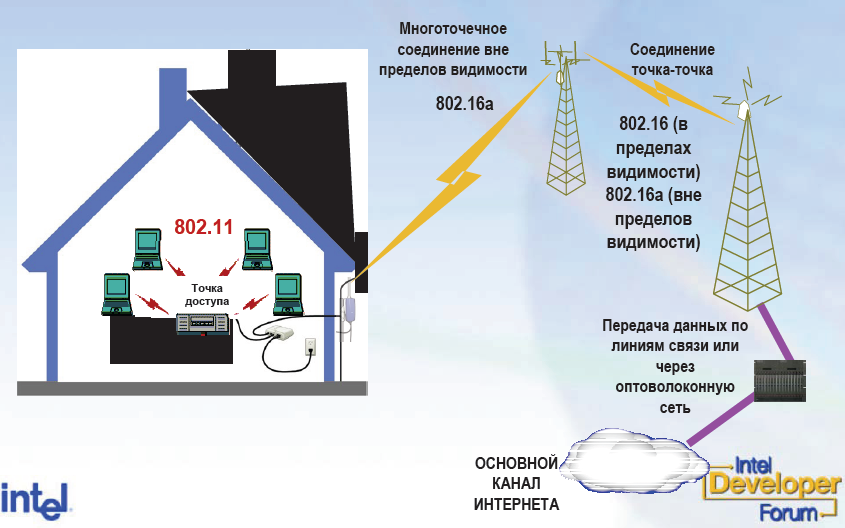 Многоточечное
соединение вне
пределов видимости
802.16a
Соединение
точка-точка
802.16 (в
пределах
видимости)
802.16a (вне
пределов
видимости)
802.11
Точка
доступа
Передача данных по
линиям связи или
через
оптоволоконную
сеть
ОСНОВНОЙ
КАНАЛ
ИНТЕРНЕТА
intel
Intel
Developer
Forum